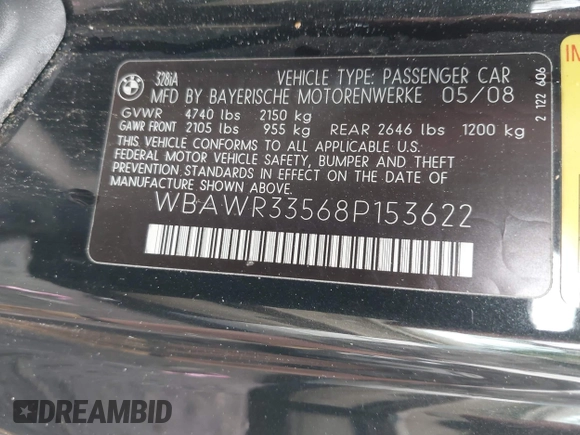 BMW 328iA VEHICLE TYPE: PASSENGER CAR
MFD BY BAYERISCHE MOTORENWERKE 05/08
GVWR 4740 lbs 2150 kg
GAWR FRONT 2105 lbs 955 kg REAR 2646 lbs 1200 kg
THIS VEHICLE CONFORMS TO ALL APPLICABLE U.S.
FEDERAL MOTOR VEHICLE SAFETY, BUMPER AND THEFT
PREVENTION STANDARDS IN EFFECT ON THE DATE OF
MANUFACTURE SHOWN ABOVE.
WBAWR33568P153622
2 122 606
DREAMBID